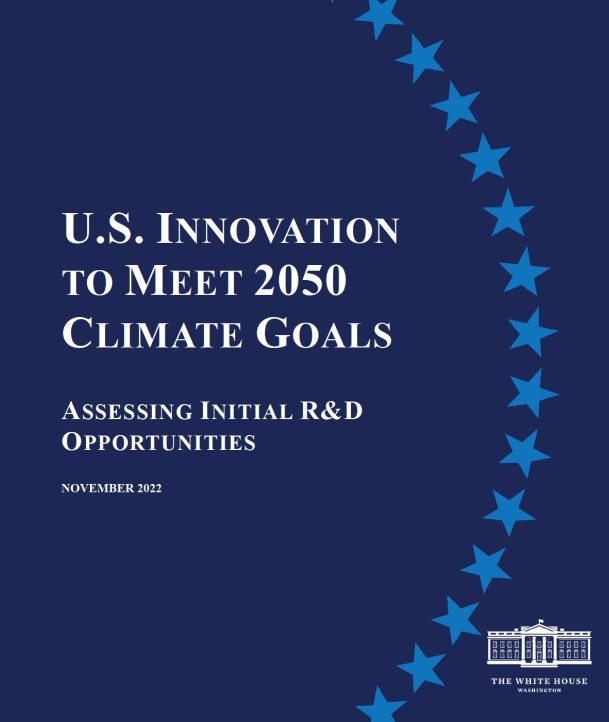 U.S. INNOVATION
TO MEET 2050
CLIMATE GOALS
ASSESSING INITIAL R&D
OPPORTUNITIES
NOVEMBER 2022
THE WHITE HOUSE
WASHINGTON